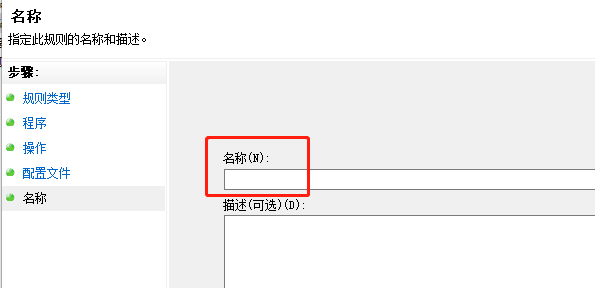 名称
指定此规则的名称和描述。
步骤:
规则类型
程序
操作
配置文件
名称
名称(N):
描述(可选)(D):